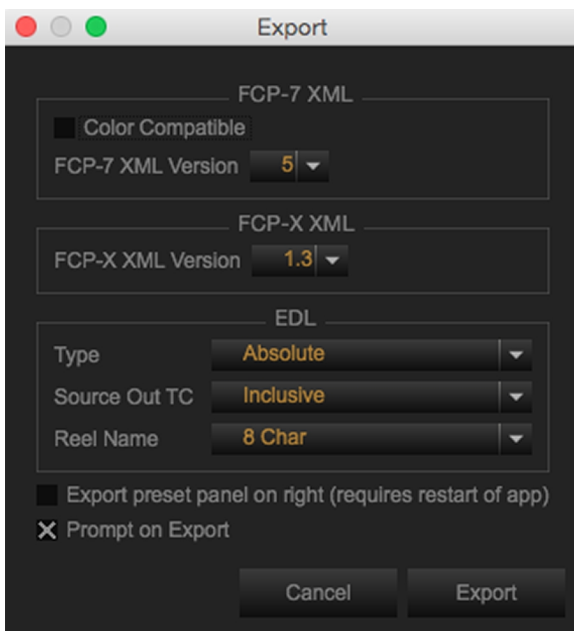 Export
FCP-7 XML
Color Compatible
FCP-7 XML Version 5
FCP-X XML
FCP-X XML Version 1.3
EDL
Type Absolute
Source Out TC Inclusive
Reel Name 8 Char
Export preset panel on right (requires restart of app)
Prompt on Export
Cancel Export